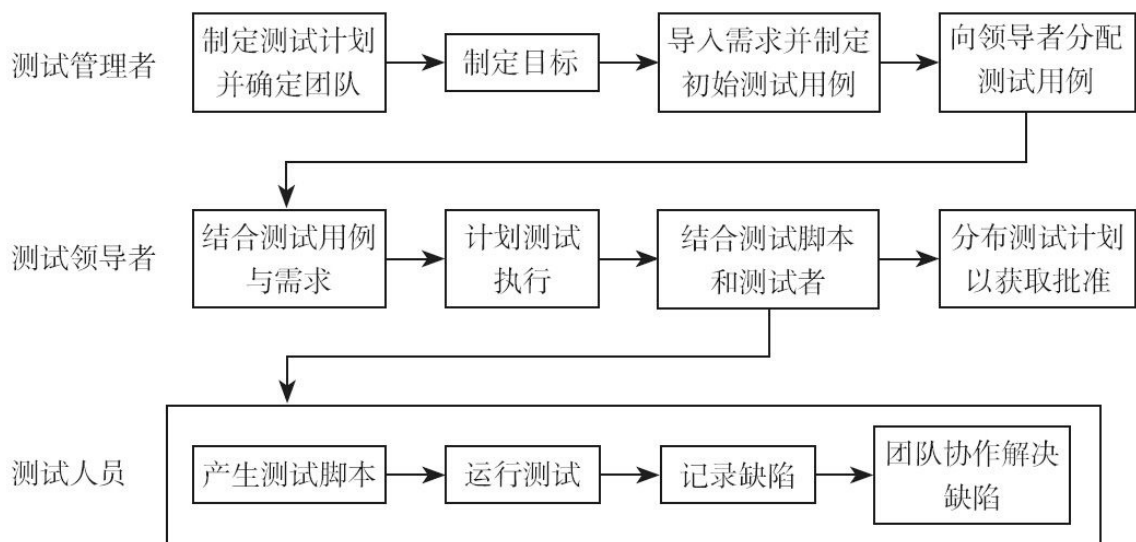 测试管理者
制定测试计划
并确定团队
制定目标
导入需求并制定
初始测试用例
向领导者分配
测试用例
测试领导者
结合测试用例
与需求
计划测试
执行
结合测试脚本
和测试者
分布测试计划
以获取批准
测试人员
产生测试脚本
运行测试
记录缺陷
团队协作解决
缺陷